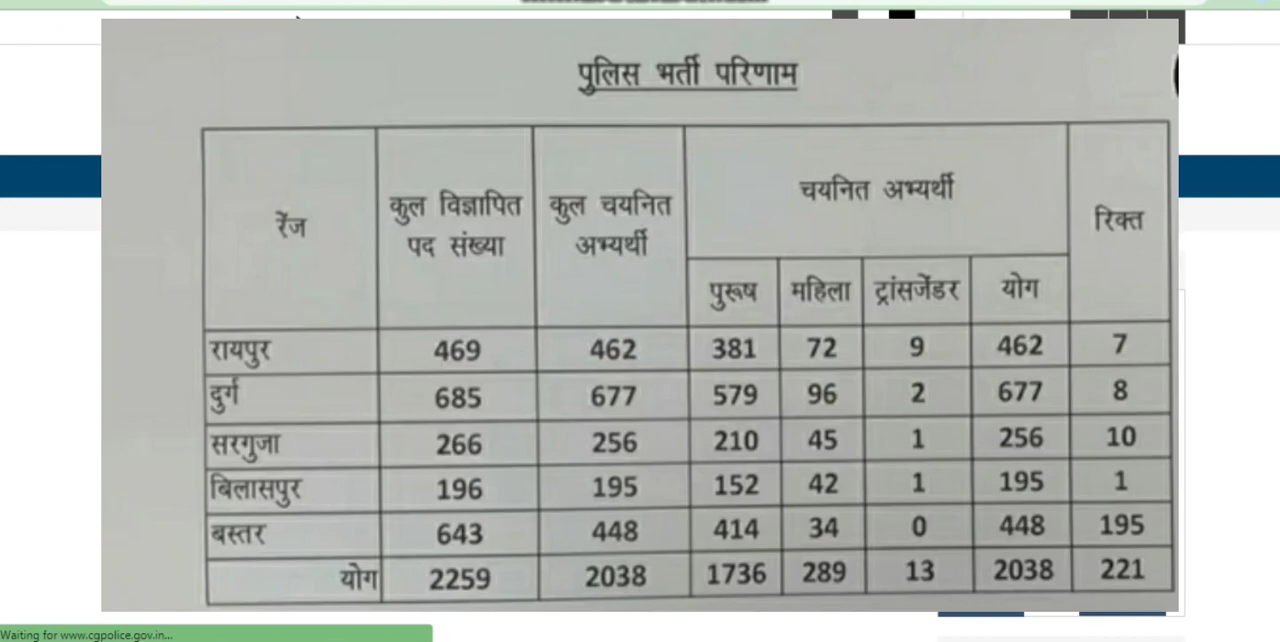 पुलिस भर्ती परिणाम
रेंज
कुल विज्ञापित
पद संख्या
कुल चयनित
अभ्यर्थी
चयनित अभ्यर्थी
रिक्त
पुरूष महिला ट्रांसजेंडर योग
रायपुर 469 462 381 72 9 462 7
दुर्ग 685 677 579 96 2 677 8
सरगुजा 266 256 210 45 1 256 10
बिलासपुर 196 195 152 42 1 195 1
बस्तर 643 448 414 34 0 448 195
योग 2259 2038 1736 289 13 2038 221
Waiting for www.cgpolice.gov.in...